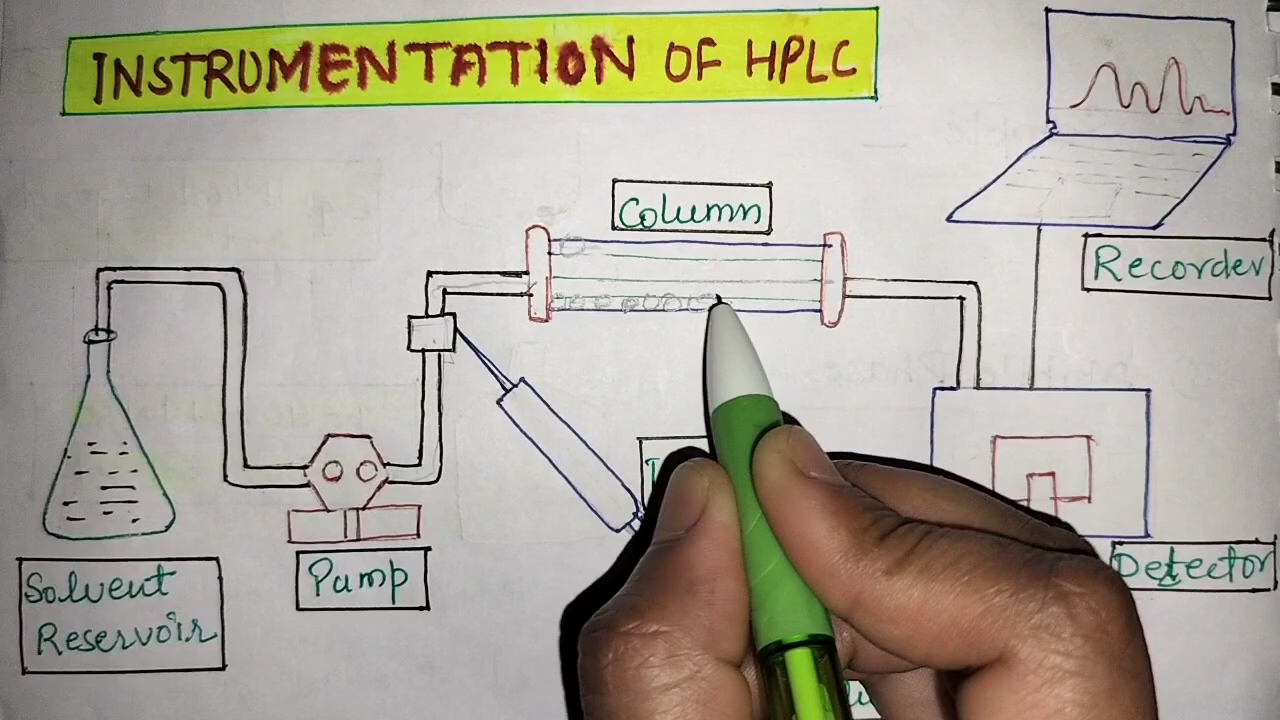 INSTRUMENTATION OF HPLC
Column
Recorder
Solvent
Reservoir
Pump
Detector